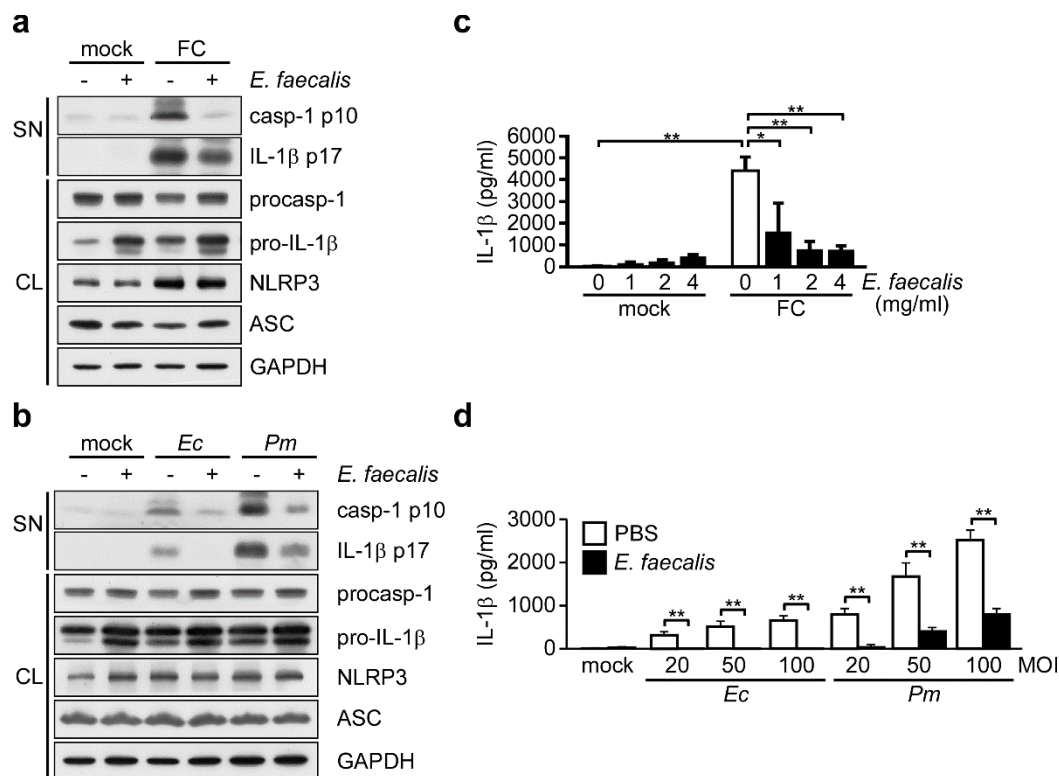 a
mock FC
- + - + E. faecalis
SN
casp-1 p10
IL-1β p17
CL
procasp-1
pro-IL-1β
NLRP3
ASC
GAPDH
b
mock Ec Pm
- + - + - + E. faecalis
SN
casp-1 p10
IL-1β p17
CL
procasp-1
pro-IL-1β
NLRP3
ASC
GAPDH
c
IL-1β (pg/ml)
6000
5000
4000
3000
2000
1000
0
**
**
**
*
0 1 2 4 0 1 2 4 E. faecalis
mock FC (mg/ml)
d
IL-1β (pg/ml)
3000
2000
1000
0
PBS
E. faecalis
** ** ** ** ** **
mock 20 50 100 20 50 100 MOI
Ec Pm